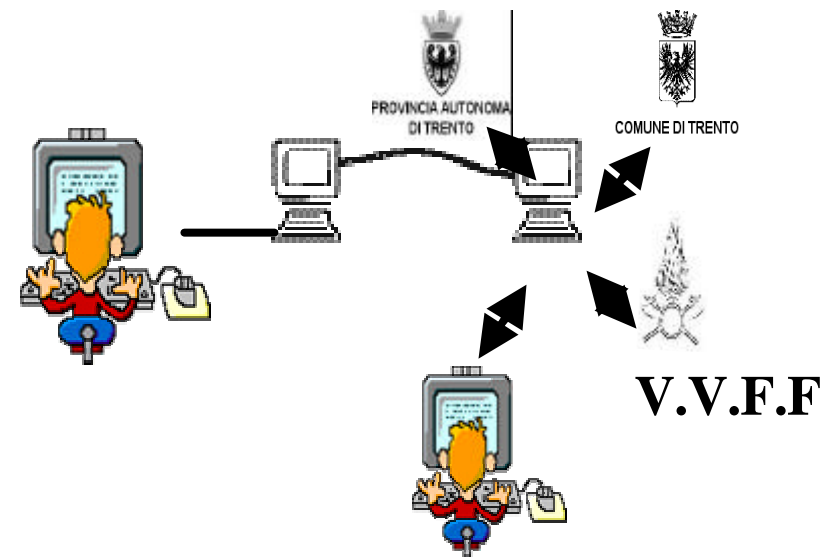 PROVINCIA AUTONOMA
DI TRENTO
COMUNE DI TRENTO
V.V.F.F